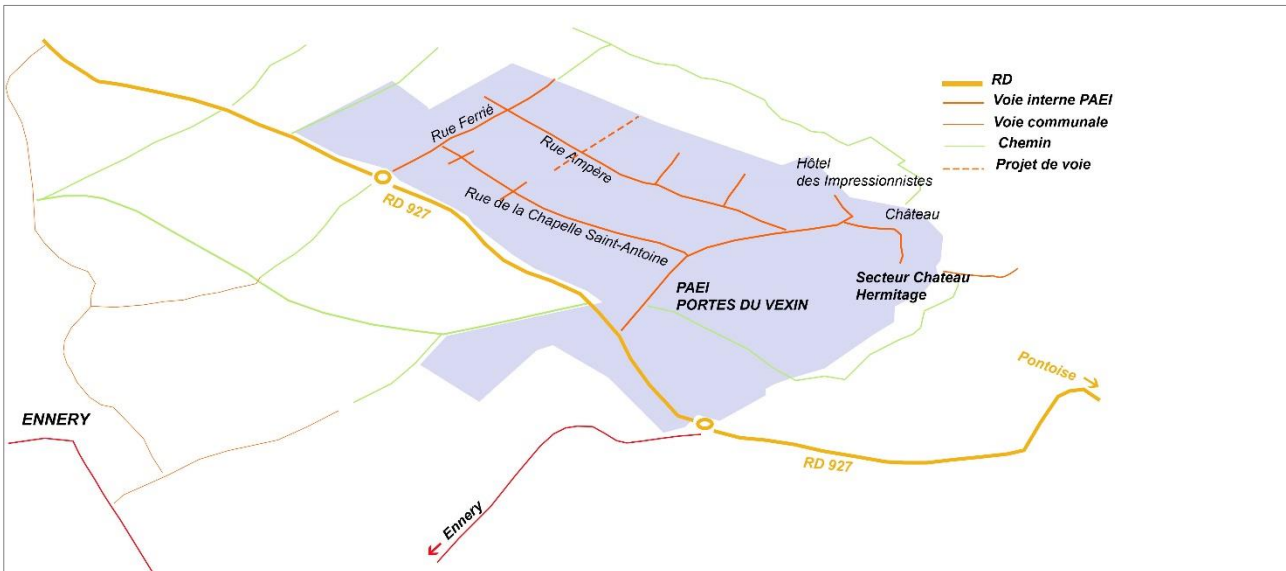 RD
Voie interne PAEI
Voie communale
Chemin
Projet de voie
Rue Ferrié
Rue Ampère
Hôtel
des Impressionnistes
RD 927
Rue de la Chapelle Saint-Antoine
Château
Secteur Chateau
Hermitage
PAEI
PORTES DU VEXIN
Pontoise
ENNERY
RD 927
Ennery